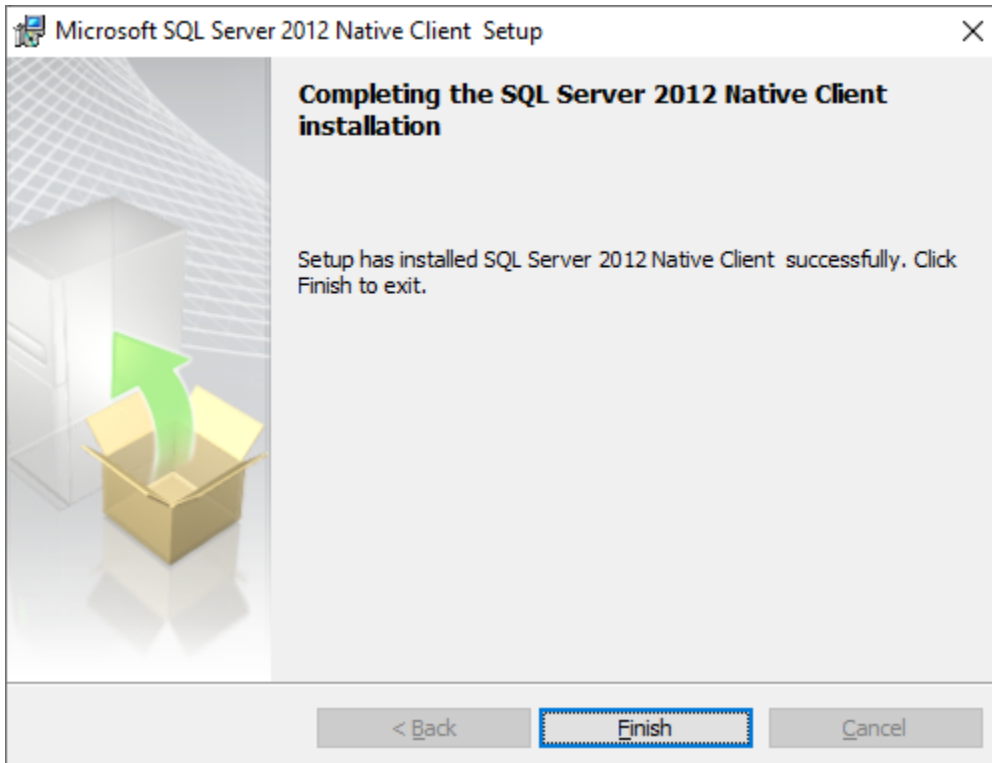 Microsoft SQL Server 2012 Native Client  Setup
Completing the SQL Server 2012 Native Client
installation
Setup has installed SQL Server 2012 Native Client  successfully. Click
Finish to exit.
< Back
Finish
Cancel